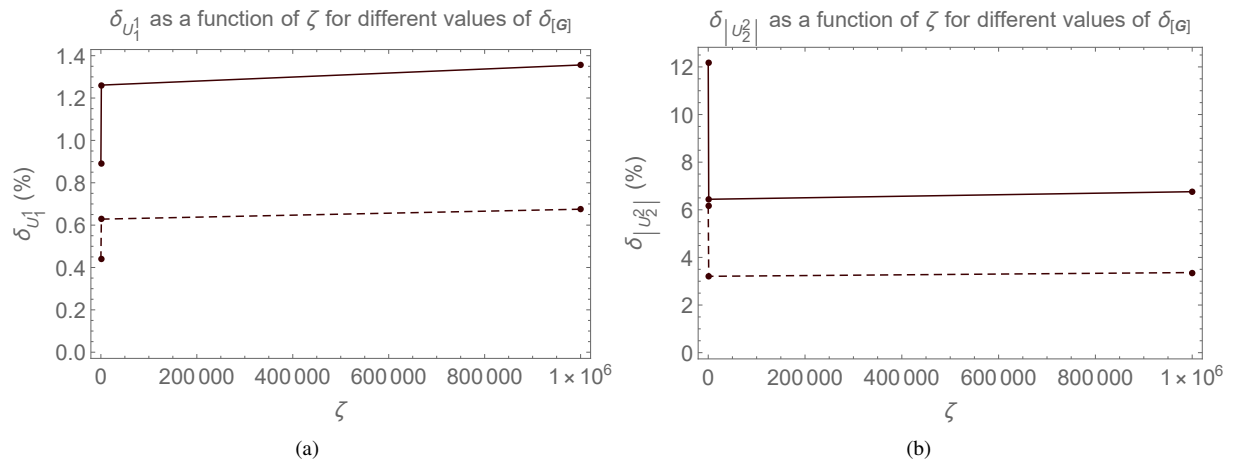 δ_{U_1^1} as a function of ζ for different values of δ_{[G]}
1.4
1.2
1.0
0.8
0.6
0.4
0.2
0.0
δ_{U_1^1} (%)
0 200 000 400 000 600 000 800 000 1 × 10^6
ζ
(a)
δ_{|U_2^2|} as a function of ζ for different values of δ_{[G]}
12
10
8
6
4
2
0
δ_{|U_2^2|} (%)
0 200 000 400 000 600 000 800 000 1 × 10^6
ζ
(b)